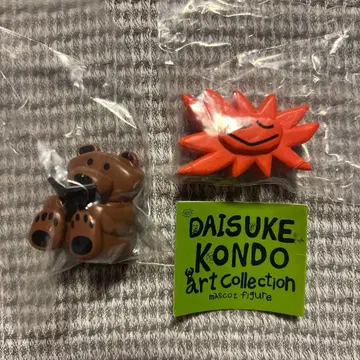 DAISUKE
KONDO
art Collection
mascot figure